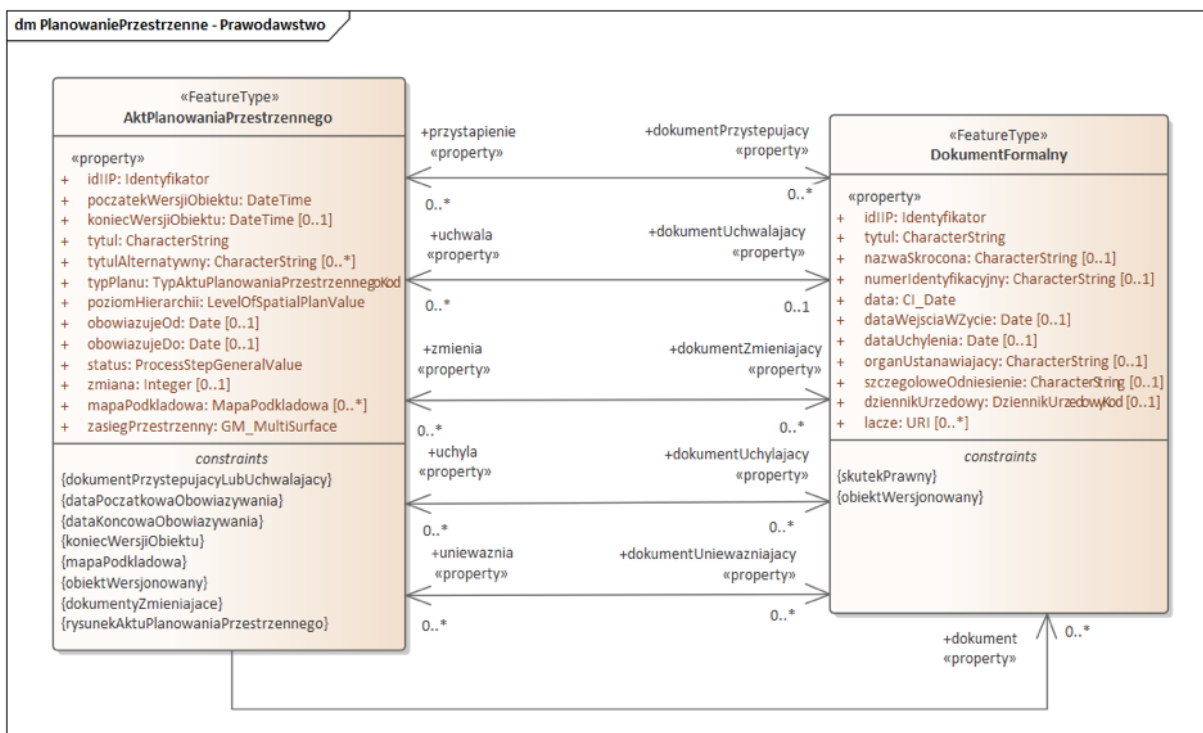 dm PlanowaniePrzestrzenne - Prawodawstwo
«FeatureType»
AktPlanowaniaPrzestrzennego
«property»
+ idIIP: Identyfikator
+ poczatekWersjiObiektu: DateTime
+ koniecWersjiObiektu: DateTime [0..1]
+ tytul: CharacterString
+ tytulAlternatywny: CharacterString [0..*]
+ typPlanu: TypAktuPlanowaniaPrzestrzennegoKod
+ poziomHierarchii: LevelOfSpatialPlanValue
+ obowiazujeOd: Date [0..1]
+ obowiazujeDo: Date [0..1]
+ status: ProcessStepGeneralValue
+ zmiana: Integer [0..1]
+ mapaPodkladowa: MapaPodkladowa [0..*]
+ zasiegPrzestrzenny: GM_MultiSurface
constraints
{dokumentPrzystepujacyLubUchwalajacy}
{dataPoczatkowaObowiazywania}
{dataKoncowaObowiazywania}
{koniecWersjiObiektu}
{mapaPodkladowa}
{obiektWersjonowany}
{dokumentyZmieniajace}
{rysunekAktuPlanowaniaPrzestrzennego}
+przystapienie
«property»
0..*
+dokumentPrzystepujacy
«property»
0..*
+uchwala
«property»
0..*
+dokumentUchwalajacy
«property»
0..1
+zmienia
«property»
0..*
+dokumentZmieniajacy
«property»
0..*
+uchyla
«property»
0..*
+dokumentUchylajacy
«property»
0..*
+uniewaznia
«property»
0..*
+dokumentUniewazniajacy
«property»
0..*
«FeatureType»
DokumentFormalny
«property»
+ idIIP: Identyfikator
+ tytul: CharacterString
+ nazwaSkrocona: CharacterString [0..1]
+ numerIdentyfikacyjny: CharacterString [0..1]
+ data: CI_Date
+ dataWejsciaWZycie: Date [0..1]
+ dataUchylenia: Date [0..1]
+ organUstanawiajacy: CharacterString [0..1]
+ szczegoloweOdniesienie: CharacterString [0..1]
+ dziennikUrzedowy: DziennikUrzedowyKod [0..1]
+ lacze: URI [0..*]
constraints
{skutekPrawny}
{obiektWersjonowany}
+dokument
«property»
0..*